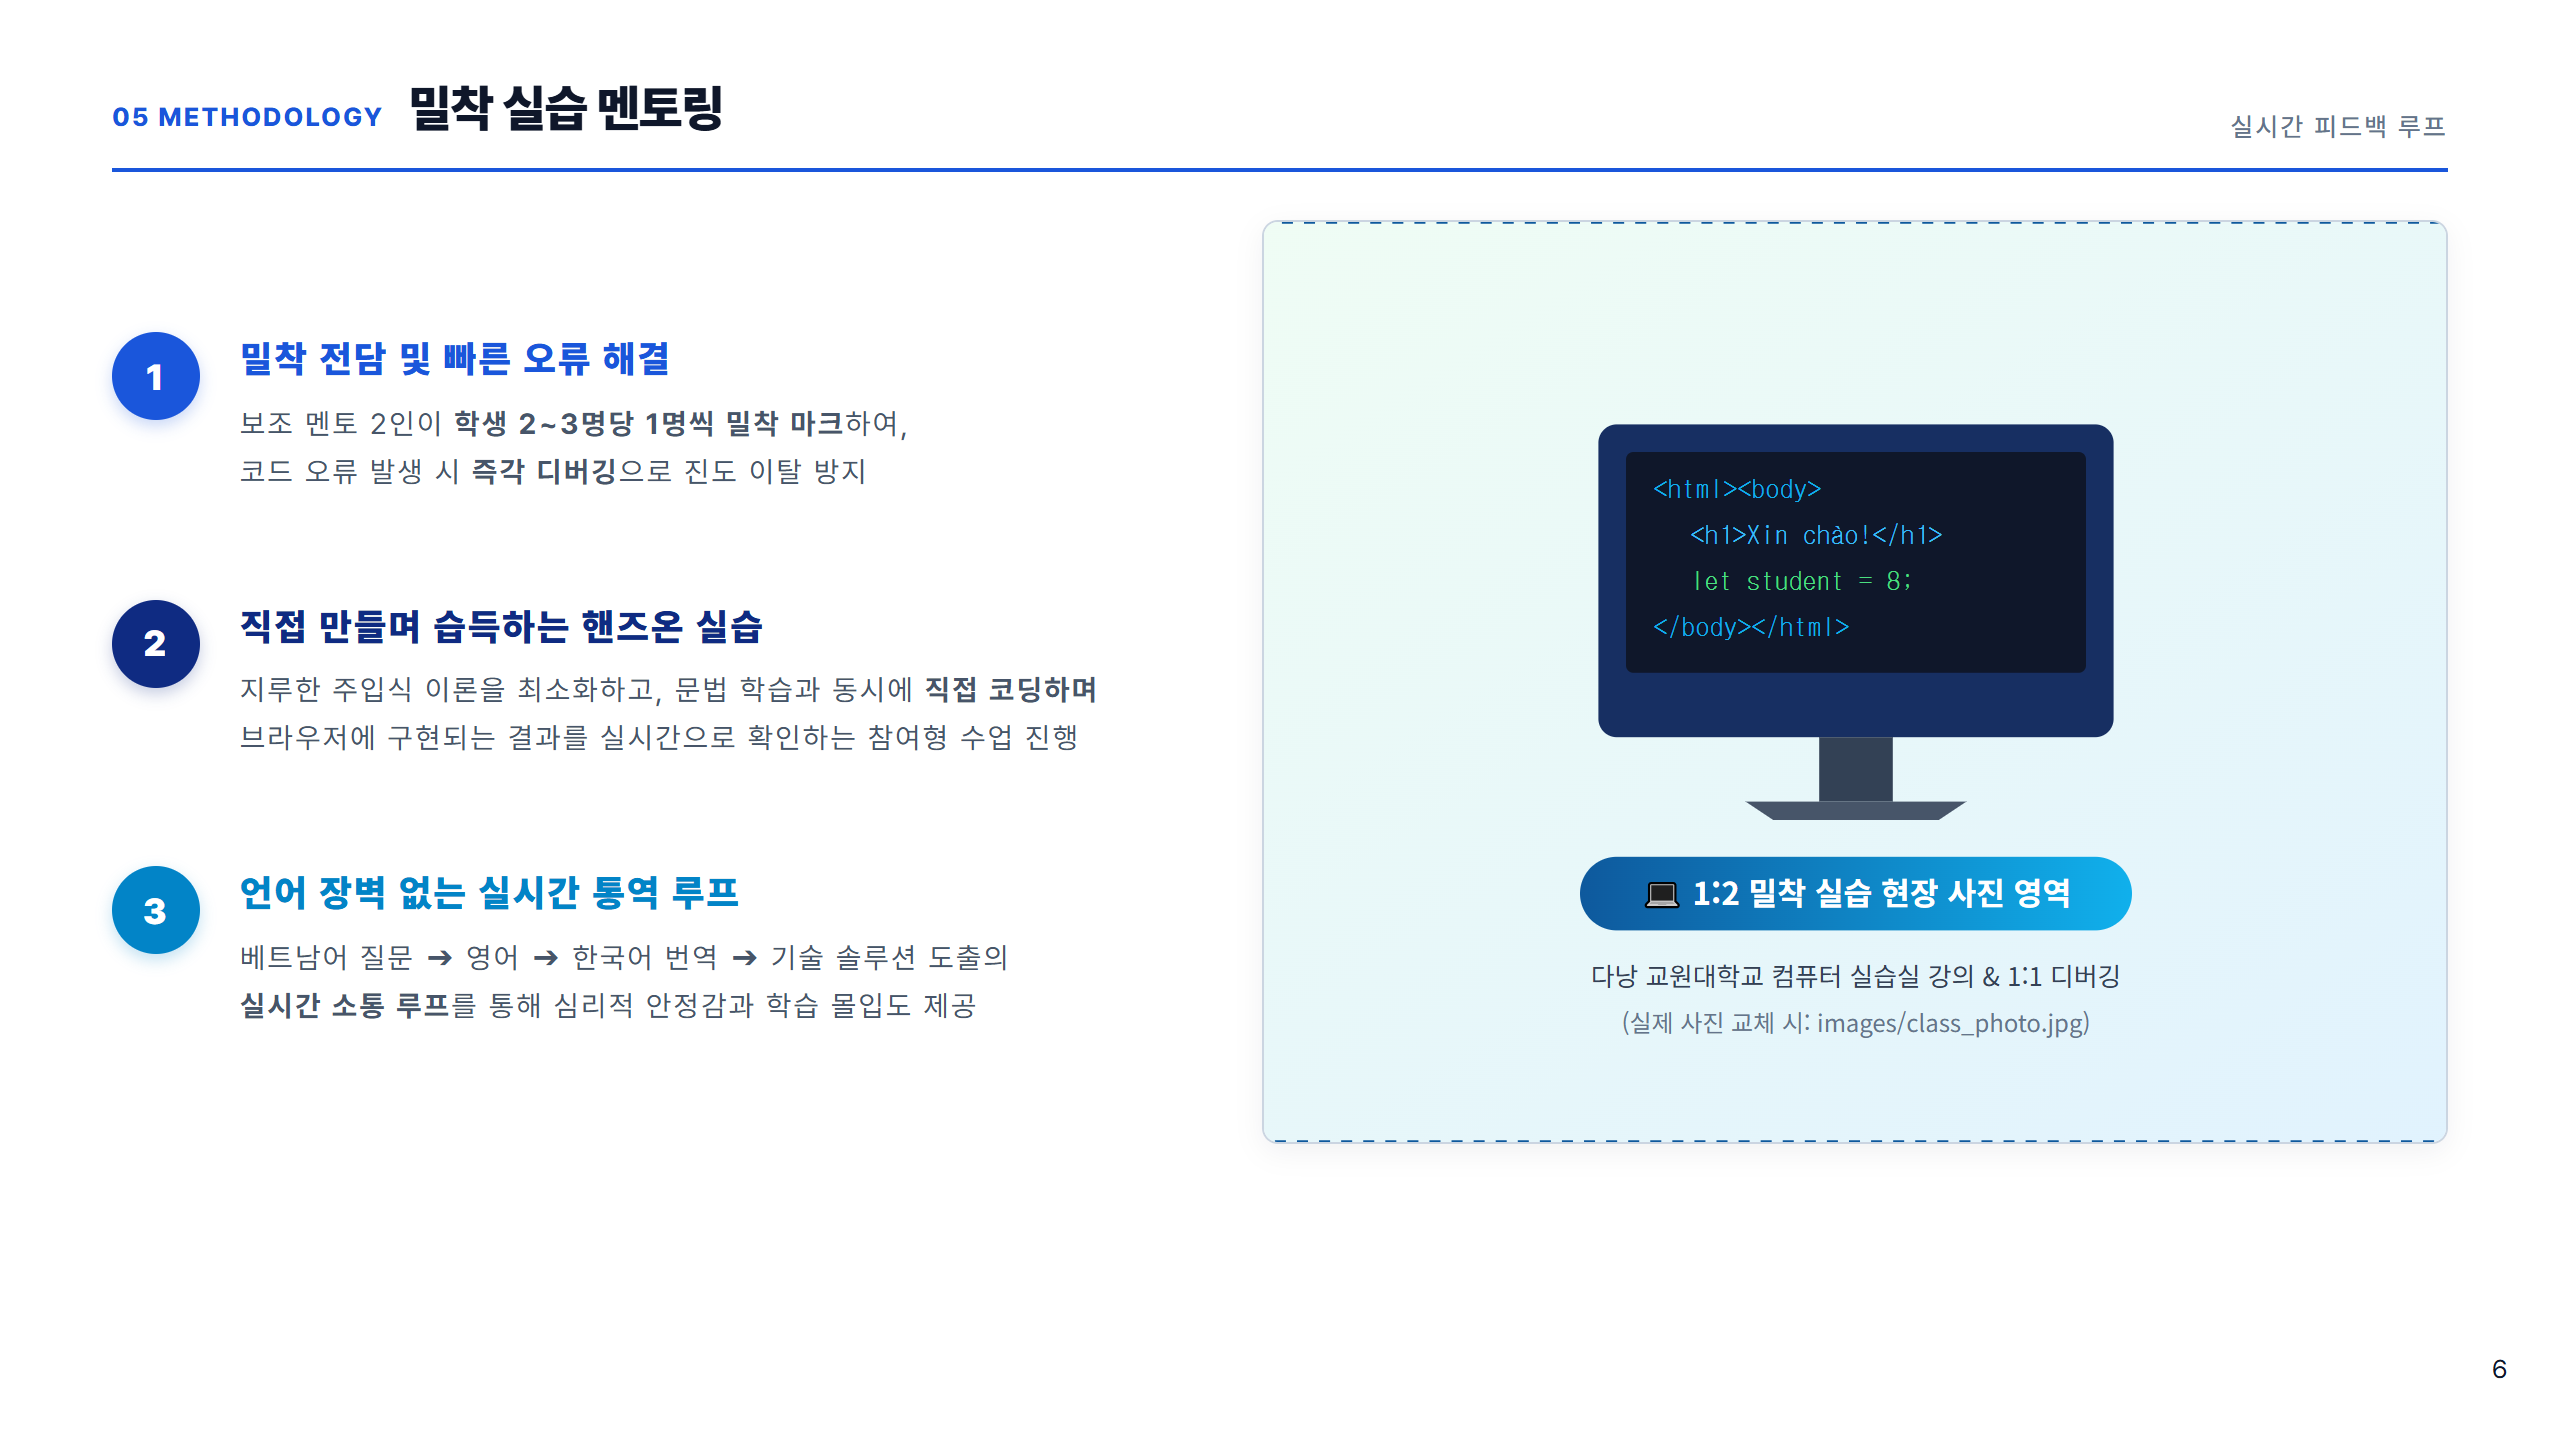 05 METHODOLOGY 밀착 실습 멘토링
실시간 피드백 루프
1
밀착 전담 및 빠른 오류 해결
보조 멘토 2인이 학생 2~3명당 1명씩 밀착 마크하여,
코드 오류 발생 시 즉각 디버깅으로 진도 이탈 방지
2
직접 만들며 습득하는 핸즈온 실습
지루한 주입식 이론을 최소화하고, 문법 학습과 동시에 직접 코딩하며
브라우저에 구현되는 결과를 실시간으로 확인하는 참여형 수업 진행
3
언어 장벽 없는 실시간 통역 루프
베트남어 질문 ➔ 영어 ➔ 한국어 번역 ➔ 기술 솔루션 도출의
실시간 소통 루프를 통해 심리적 안정감과 학습 몰입도 제공
<html><body>
<h1>Xin chào!</h1>
let student = 8;
</body></html>
💻 1:2 밀착 실습 현장 사진 영역
다낭 교원대학교 컴퓨터 실습실 강의 & 1:1 디버깅
(실제 사진 교체 시: images/class_photo.jpg)
6